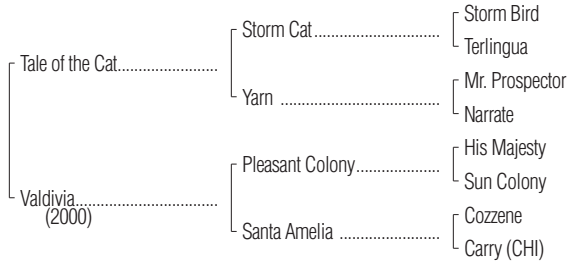 Storm Bird
Storm Cat........................................
Terlingua
Tale of the Cat................................
Mr. Prospector
Yarn ...................................................
Narrate
His Majesty
Pleasant Colony...........................
Sun Colony
Valdivia..............................................
(2000)
Cozzene
Santa Amelia ................................
Carry (CHI)